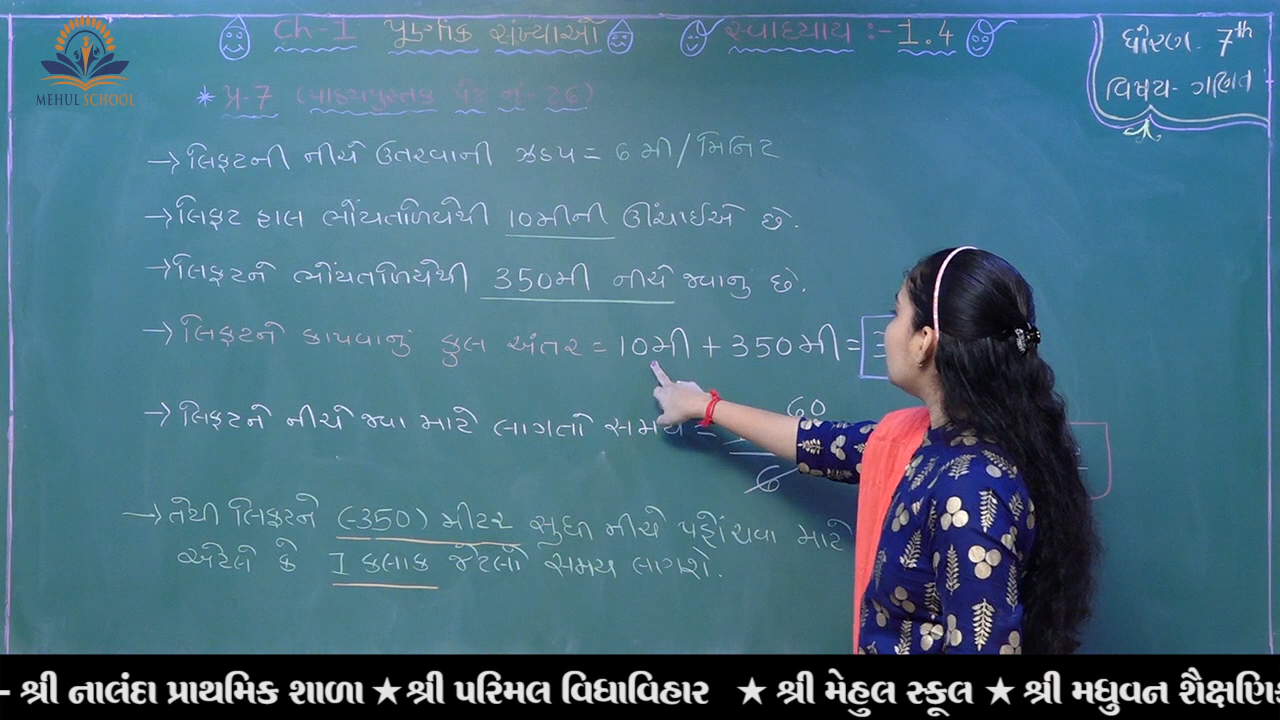 MEHUL SCHOOL
Ch-1 પૂર્ણાંક સંખ્યાઓ સ્વાધ્યાય :- 1.4
ધોરણ. 7th
વિષય- ગણિત
* પ્ર-7 (પાઠ્યપુસ્તક પેજ નં- 26)
→ લિફ્ટની નીચે ઉતરવાની ઝડપ = 6 મી/મિનિટ
→ લિફ્ટ હાલ ભોંયતળિયેથી 10મીની ઊંચાઈએ છે.
→ લિફ્ટને ભોંયતળિયેથી 350મી નીચે જવાનું છે.
→ લિફ્ટને કાપવાનું કુલ અંતર = 10મી + 350મી = 3
→ લિફ્ટને નીચે જવા માટે લાગતો સમય =
60
6
→ તેથી લિફ્ટને (-350) મીટર સુધી નીચે પહોંચવા માટે
એટલે કે 1 કલાક જેટલો સમય લાગશે.
- શ્રી નાલંદા પ્રાથમિક શાળા ★ શ્રી પરિમલ વિદ્યાવિહાર ★ શ્રી મેહુલ સ્કૂલ ★ શ્રી મધુવન શૈક્ષણિ